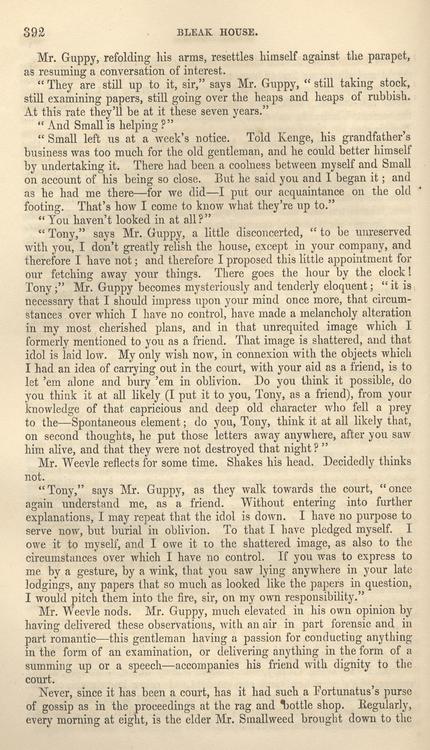 392 BLEAK HOUSE.
Mr. Guppy, refolding his arms, resettles himself against the parapet,
as resuming a conversation of interest.
“They are still up to it, sir,” says Mr. Guppy, “still taking stock,
still examining papers, still going over the heaps and heaps of rubbish.
At this rate they'll be at it these seven years.”
“And Small is helping?”
“Small left us at a week's notice. Told Kenge, his grandfather's
business was too much for the old gentleman, and he could better himself
by undertaking it. There had been a coolness between myself and Small
on account of his being so close. But he said you and I began it; and
as he had me there—for we did—I put our acquaintance on the old
footing. That's how I come to know what they're up to.”
“You haven't looked in at all?”
“Tony,” says Mr. Guppy, a little disconcerted, “to be unreserved
with you, I don't greatly relish the house, except in your company, and
therefore I have not; and therefore I proposed this little appointment for
our fetching away your things. There goes the hour by the clock!
Tony;” Mr. Guppy becomes mysteriously and tenderly eloquent; “it is
necessary that I should impress upon your mind once more, that circum-
stances over which I have no control, have made a melancholy alteration
in my most cherished plans, and in that unrequited image which I
formerly mentioned to you as a friend. That image is shattered, and that
idol is laid low. My only wish now, in connexion with the objects which
I had an idea of carrying out in the court, with your aid as a friend, is to
let 'em alone and bury 'em in oblivion. Do you think it possible, do
you think it at all likely (I put it to you, Tony, as a friend), from your
knowledge of that capricious and deep old character who fell a prey
to the—Spontaneous element; do you, Tony, think it at all likely that,
on second thoughts, he put those letters away anywhere, after you saw
him alive, and that they were not destroyed that night?”
Mr. Weevle reflects for some time. Shakes his head. Decidedly thinks
not.
“Tony,” says Mr. Guppy, as they walk towards the court, “once
again understand me, as a friend. Without entering into further
explanations, I may repeat that the idol is down. I have no purpose to
serve now, but burial in oblivion. To that I have pledged myself. I
owe it to myself, and I owe it to the shattered image, as also to the
circumstances over which I have no control. If you was to express to
me by a gesture, by a wink, that you saw lying anywhere in your late
lodgings, any papers that so much as looked like the papers in question,
I would pitch them into the fire, sir, on my own responsibility.”
Mr. Weevle nods. Mr. Guppy, much elevated in his own opinion by
having delivered these observations, with an air in part forensic and in
part romantic—this gentleman having a passion for conducting anything
in the form of an examination, or delivering anything in the form of a
summing up or a speech—accompanies his friend with dignity to the
court.
Never, since it has been a court, has it had such a Fortunatus's purse
of gossip as in the proceedings at the rag and bottle shop. Regularly,
every morning at eight, is the elder Mr. Smallweed brought down to the